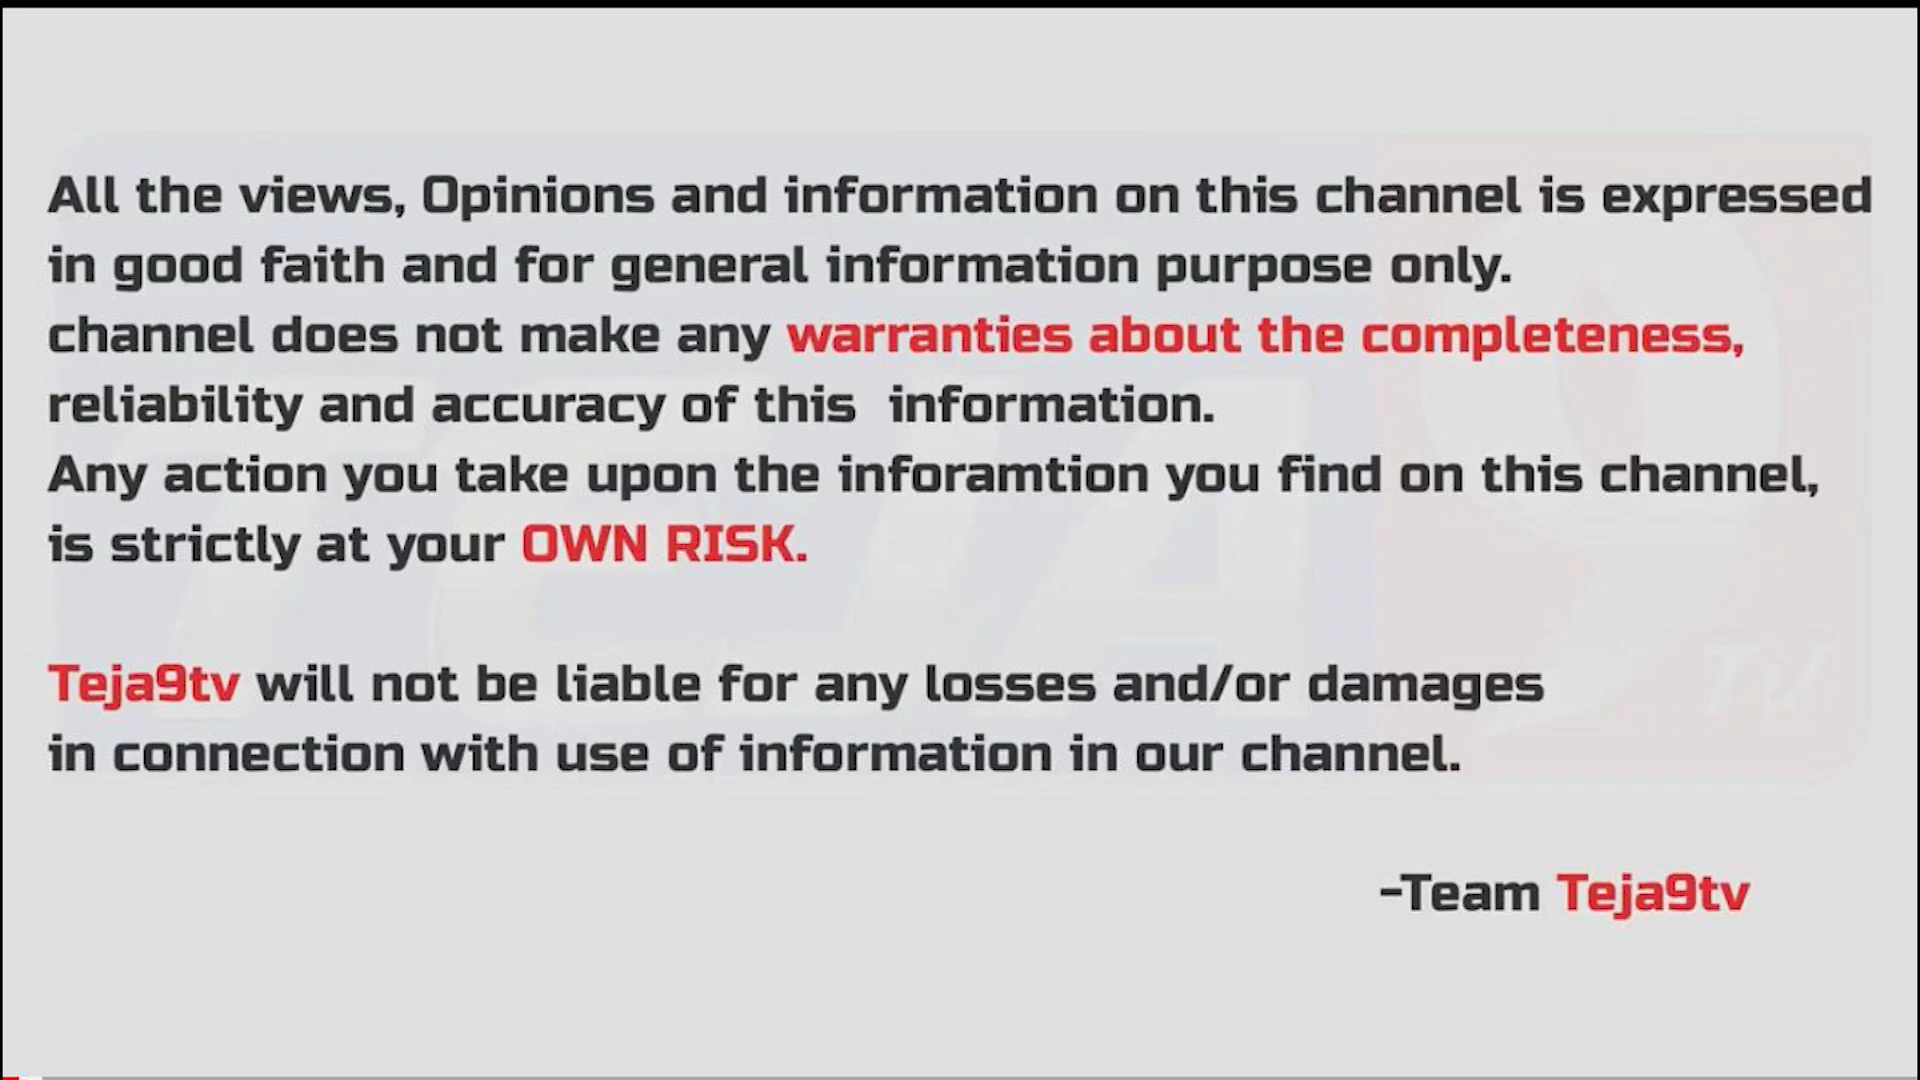 All the views, Opinions and information on this channel is expressed
in good faith and for general information purpose only.
channel does not make any warranties about the completeness,
reliability and accuracy of this  information.
Any action you take upon the inforamtion you find on this channel,
is strictly at your OWN RISK.
Teja9tv will not be liable for any losses and/or damages
in connection with use of information in our channel.
-Team Teja9tv
TEJA 9
TV